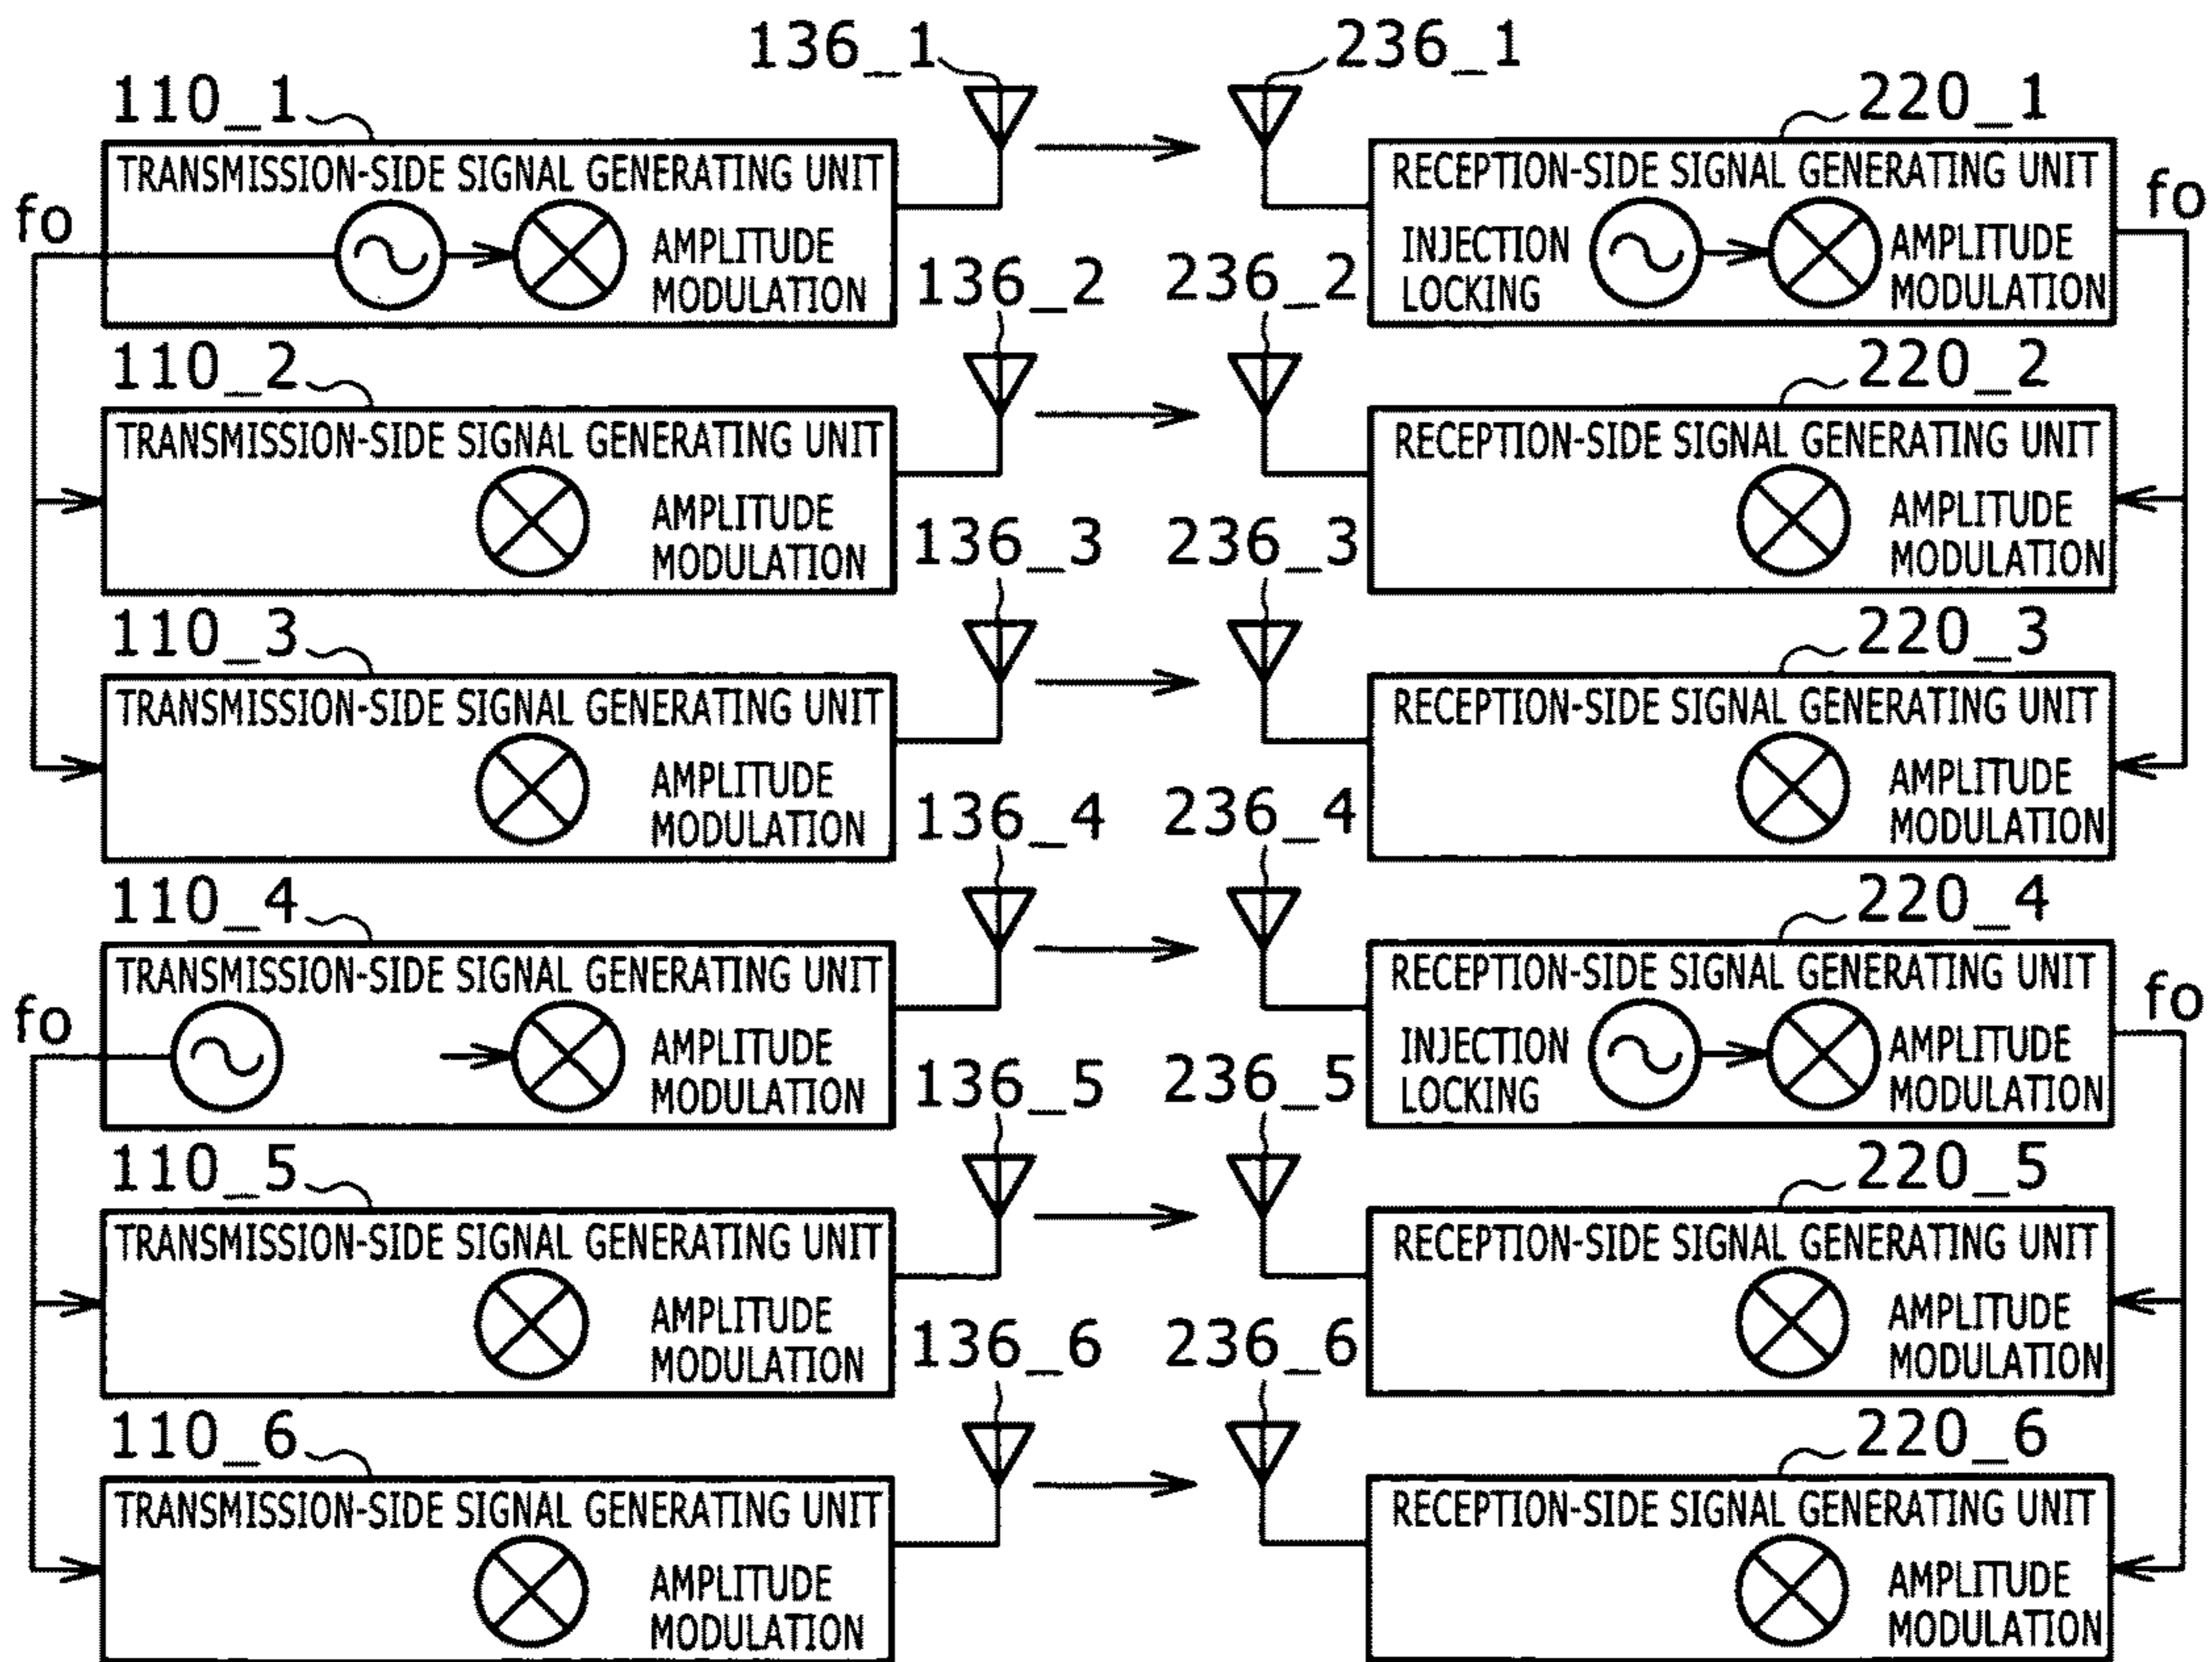 136_1
236_1
110_1
220_1
TRANSMISSION-SIDE SIGNAL GENERATING UNIT
RECEPTION-SIDE SIGNAL GENERATING UNIT
fo
AMPLITUDE
MODULATION
INJECTION
LOCKING
AMPLITUDE
MODULATION
fo
136_2
236_2
110_2
220_2
TRANSMISSION-SIDE SIGNAL GENERATING UNIT
RECEPTION-SIDE SIGNAL GENERATING UNIT
AMPLITUDE
MODULATION
AMPLITUDE
MODULATION
136_3
236_3
110_3
220_3
TRANSMISSION-SIDE SIGNAL GENERATING UNIT
RECEPTION-SIDE SIGNAL GENERATING UNIT
AMPLITUDE
MODULATION
AMPLITUDE
MODULATION
136_4
236_4
110_4
220_4
TRANSMISSION-SIDE SIGNAL GENERATING UNIT
RECEPTION-SIDE SIGNAL GENERATING UNIT
fo
AMPLITUDE
MODULATION
INJECTION
LOCKING
AMPLITUDE
MODULATION
fo
136_5
236_5
110_5
220_5
TRANSMISSION-SIDE SIGNAL GENERATING UNIT
RECEPTION-SIDE SIGNAL GENERATING UNIT
AMPLITUDE
MODULATION
AMPLITUDE
MODULATION
136_6
236_6
110_6
220_6
TRANSMISSION-SIDE SIGNAL GENERATING UNIT
RECEPTION-SIDE SIGNAL GENERATING UNIT
AMPLITUDE
MODULATION
AMPLITUDE
MODULATION